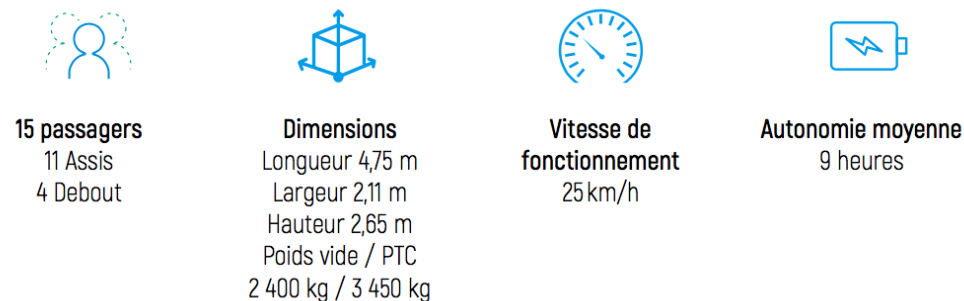 15 passagers
11 Assis
4 Debout
Dimensions
Longueur 4,75 m
Largeur 2,11 m
Hauteur 2,65 m
Poids vide / PTC
2 400 kg / 3 450 kg
Vitesse de
fonctionnement
25 km/h
Autonomie moyenne
9 heures